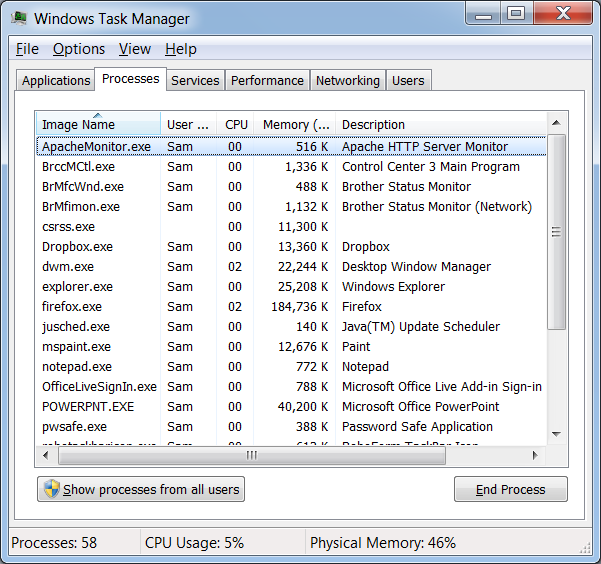 Windows Task Manager
File Options View Help
Applications Processes Services Performance Networking Users
Image Name User ... CPU Memory (... Description
ApacheMonitor.exe Sam 00 516 K Apache HTTP Server Monitor
BrccMCtl.exe Sam 00 1,336 K Control Center 3 Main Program
BrMfcWnd.exe Sam 00 488 K Brother Status Monitor
BrMfimon.exe Sam 00 1,132 K Brother Status Monitor (Network)
csrss.exe 00 11,300 K
Dropbox.exe Sam 00 13,360 K Dropbox
dwm.exe Sam 02 22,244 K Desktop Window Manager
explorer.exe Sam 00 25,208 K Windows Explorer
firefox.exe Sam 02 184,736 K Firefox
jusched.exe Sam 00 140 K Java(TM) Update Scheduler
mspaint.exe Sam 00 12,676 K Paint
notepad.exe Sam 00 772 K Notepad
OfficeLiveSignIn.exe Sam 00 788 K Microsoft Office Live Add-in Sign-in
POWERPNT.EXE Sam 00 40,200 K Microsoft Office PowerPoint
pwsafe.exe Sam 00 388 K Password Safe Application
Sam 00 612 K RoboForm TaskBar Icon
Show processes from all users End Process
Processes: 58 CPU Usage: 5% Physical Memory: 46%